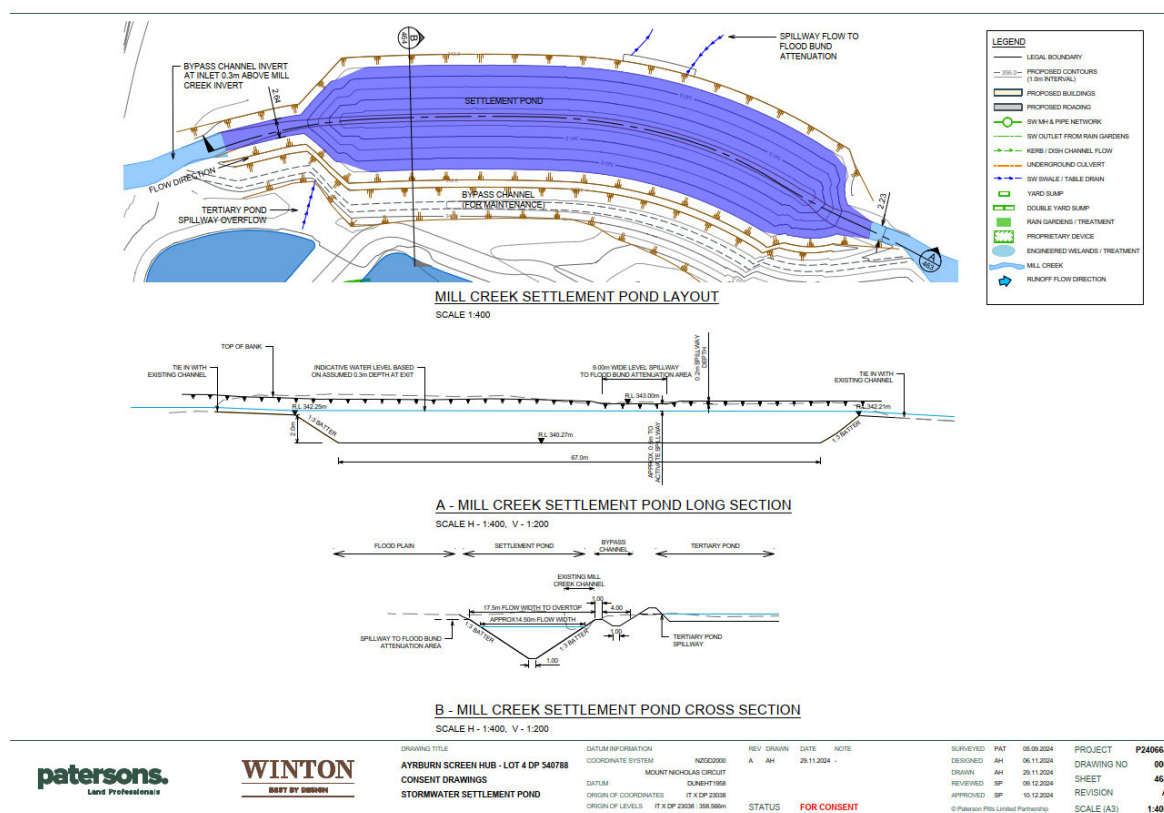 B
464
SPILLWAY FLOW TO
FLOOD BUND
ATTENUATION
BYPASS CHANNEL INVERT
AT INLET 0.3m ABOVE MILL
CREEK INVERT
2.64
SETTLEMENT POND
FLOW DIRECTION
TERTIARY POND
SPILLWAY OVERFLOW
BYPASS CHANNEL
(FOR MAINTENANCE)
2.23
A
463
LEGEND
LEGAL BOUNDARY
356.0
PROPOSED CONTOURS
(1.0m INTERVAL)
PROPOSED BUILDINGS
PROPOSED ROADING
SW MH & PIPE NETWORK
SW OUTLET FROM RAIN GARDENS
KERB / DISH CHANNEL FLOW
UNDERGROUND CULVERT
SW SWALE / TABLE DRAIN
YARD SUMP
DOUBLE YARD SUMP
RAIN GARDENS / TREATMENT
PROPRIETARY DEVICE
ENGINEERED WELANDS / TREATMENT
MILL CREEK
RUNOFF FLOW DIRECTION
MILL CREEK SETTLEMENT POND LAYOUT
SCALE 1:400
TOP OF BANK
TIE IN WITH
EXISTING CHANNEL
INDICATIVE WATER LEVEL BASED
ON ASSUMED 0.3m DEPTH AT EXIT
9.00m WIDE LEVEL SPILLWAY
TO FLOOD BUND ATTENUATION AREA
0.2m SPILLWAY
DEPTH
TIE IN WITH
EXISTING CHANNEL
R.L 342.25m
R.L 343.00m
R.L 342.21m
2.0m
1:3 BATTER
R.L 340.27m
1:3 BATTER
67.0m
ACTIVATE SPILLWAY
A - MILL CREEK SETTLEMENT POND LONG SECTION
SCALE H - 1:400, V - 1:200
FLOOD PLAIN
SETTLEMENT POND
BYPASS
CHANNEL
TERTIARY POND
EXISTING MILL
CREEK CHANNEL
1.00
17.5m FLOW WIDTH TO OVERTOP
4.00
APPROX14.50m FLOW WIDTH
SPILLWAY TO FLOOD BUND
ATTENUATION AREA
1:3 BATTER
1:3 BATTER
1.00
TERTIARY POND
SPILLWAY
1.00
B - MILL CREEK SETTLEMENT POND CROSS SECTION
SCALE H - 1:400, V - 1:200
patersons.
Land Professionals
WINTON
BEST BY DESIGN
DRAWING TITLE
AYRBURN SCREEN HUB - LOT 4 DP 540788
CONSENT DRAWINGS
STORMWATER SETTLEMENT POND
DATUM INFORMATION
COORDINATE SYSTEM NZGD2000
MOUNT NICHOLAS CIRCUIT
DATUM DUNEHT1958
ORIGIN OF COORDINATES IT X DP 23038
ORIGIN OF LEVELS IT X DP 23038 : 358.586m
REV DRAWN DATE NOTE
A AH 29.11.2024 -
STATUS FOR CONSENT
SURVEYED PAT 05.09.2024
DESIGNED AH 06.11.2024
DRAWN AH 29.11.2024
REVIEWED SP 09.12.2024
APPROVED SP 10.12.2024
© Paterson Pitts Limited Partnership
PROJECT P24066
DRAWING NO 00
SHEET 46
REVISION A
SCALE (A3) 1:40